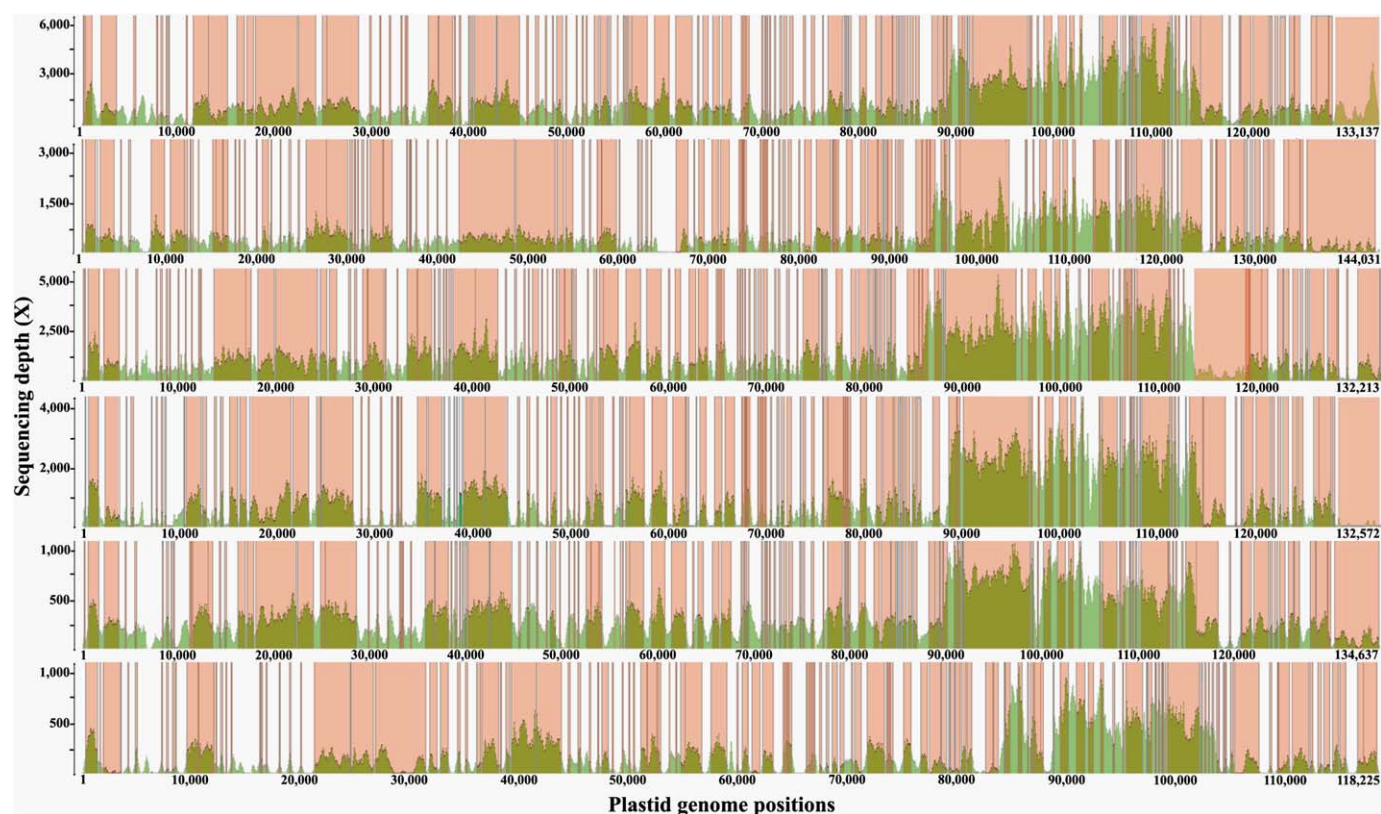 6,000
3,000
1 10,000 20,000 30,000 40,000 50,000 60,000 70,000 80,000 90,000 100,000 110,000 120,000 133,137
3,000
1,500
1 10,000 20,000 30,000 40,000 50,000 60,000 70,000 80,000 90,000 100,000 110,000 120,000 130,000 144,031
5,000
2,500
1 10,000 20,000 30,000 40,000 50,000 60,000 70,000 80,000 90,000 100,000 110,000 120,000 132,213
Sequencing depth (X)
4,000
2,000
1 10,000 20,000 30,000 40,000 50,000 60,000 70,000 80,000 90,000 100,000 110,000 120,000 132,572
1,000
500
1 10,000 20,000 30,000 40,000 50,000 60,000 70,000 80,000 90,000 100,000 110,000 120,000 134,637
1,000
500
1 10,000 20,000 30,000 40,000 50,000 60,000 70,000 80,000 90,000 100,000 110,000 118,225
Plastid genome positions